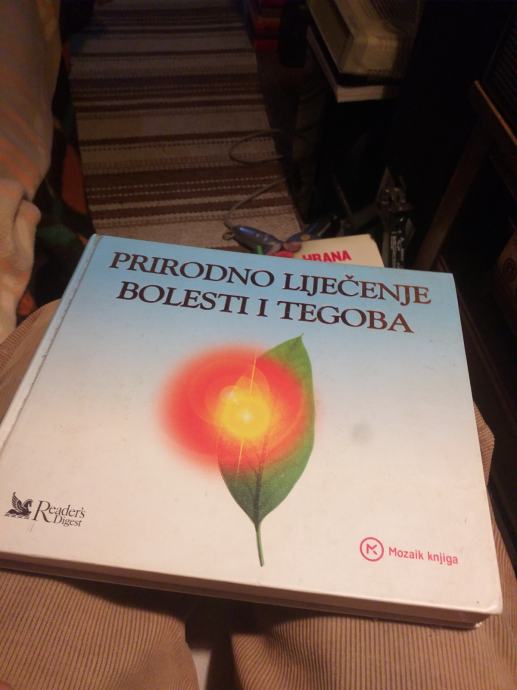 HRANA
PRIRODNO LIJEČENJE
BOLESTI I TEGOBA
Reader's
Digest
Mozaik knjiga